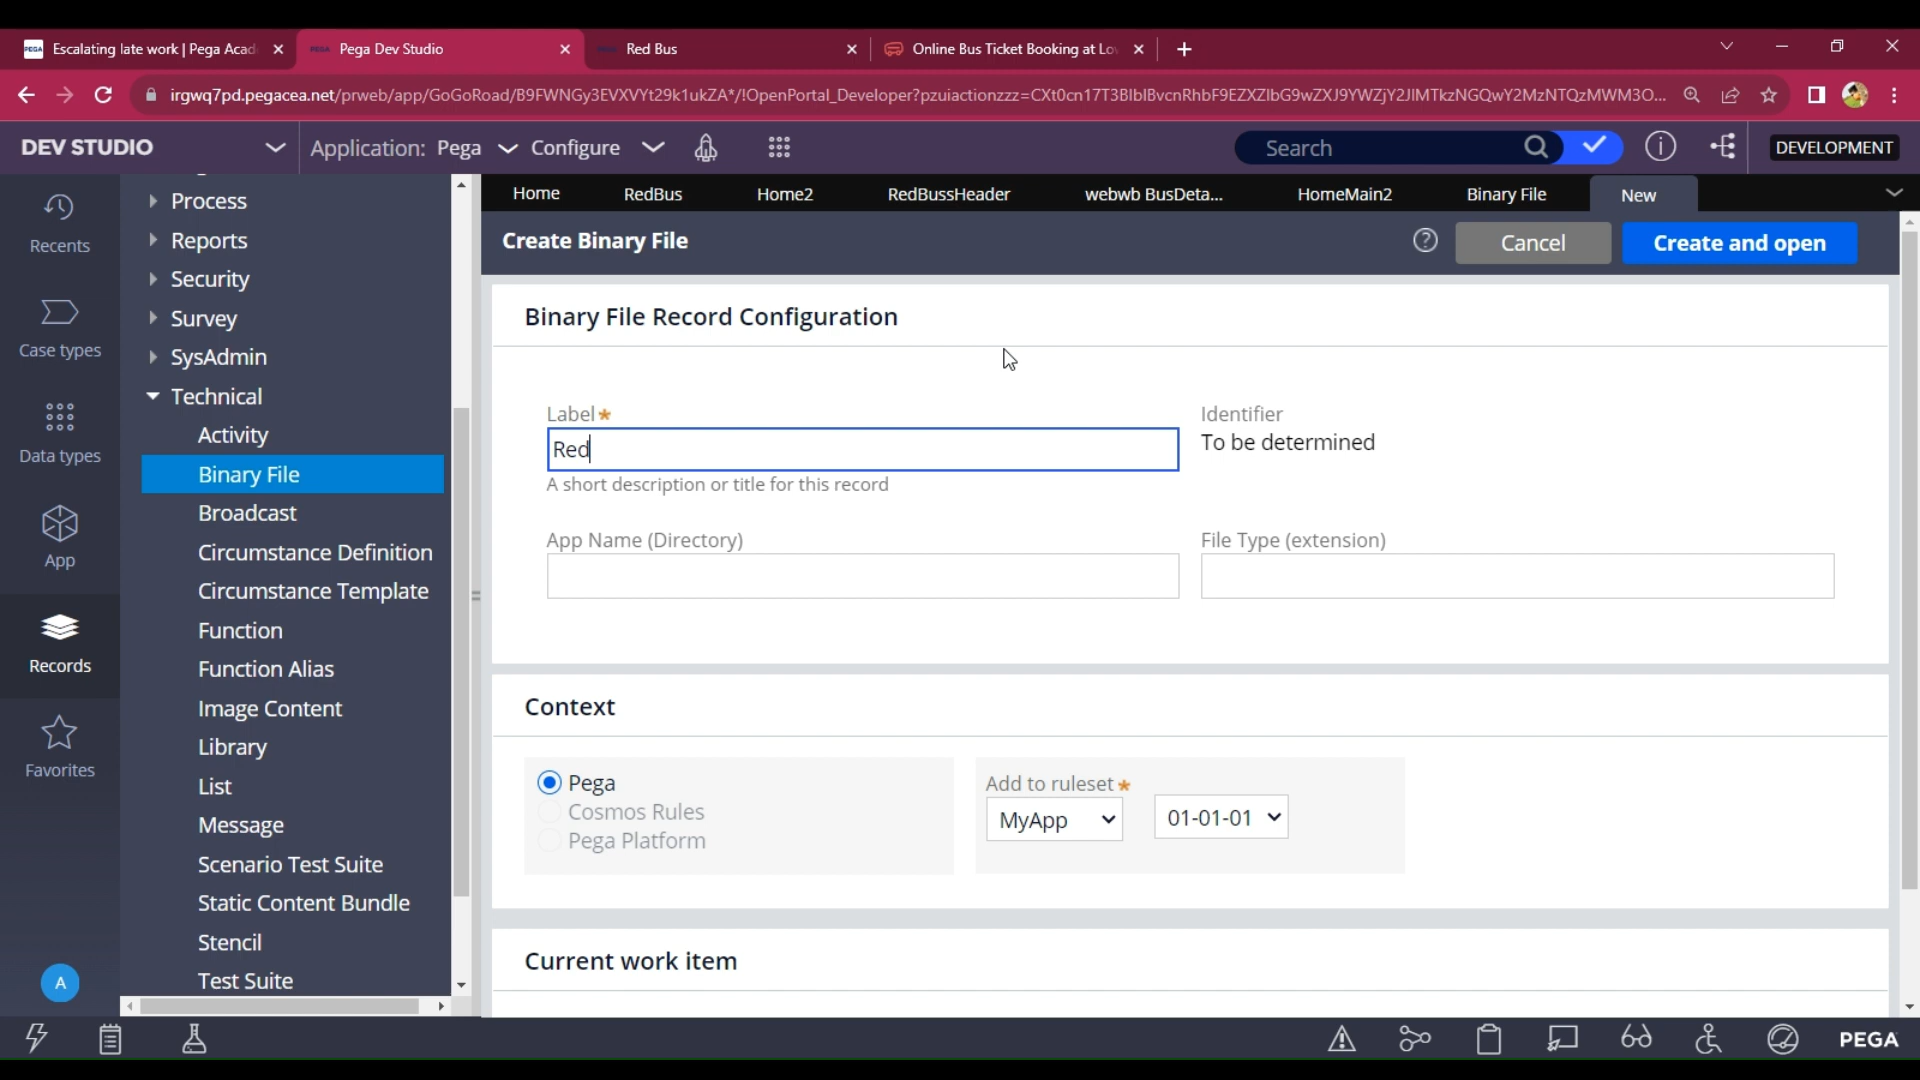 PEGA Escalating late work | Pega Acad
Pega Dev Studio
Red Bus
Online Bus Ticket Booking at Lo
irgwq7pd.pegacea.net/prweb/app/GoGoRoad/B9FWNGy3EVXVYt29k1ukZA*/!OpenPortal_Developer?pzuiactionzzz=CXt0cn17T3BlblBvcnRhbF9EZXZlbG9wZXJ9YWZjY2JlMTkzNGQwY2MzNTQzMWM3O...
DEV STUDIO
Application: Pega
Configure
Search
DEVELOPMENT
Recents
Case types
Data types
App
Records
Favorites
A
Process
Reports
Security
Survey
SysAdmin
Technical
Activity
Binary File
Broadcast
Circumstance Definition
Circumstance Template
Function
Function Alias
Image Content
Library
List
Message
Scenario Test Suite
Static Content Bundle
Stencil
Test Suite
Home
RedBus
Home2
RedBussHeader
webwb BusDeta...
HomeMain2
Binary File
New
Create Binary File
Cancel
Create and open
Binary File Record Configuration
Label*
Red
A short description or title for this record
Identifier
To be determined
App Name (Directory)
File Type (extension)
Context
Pega
Cosmos Rules
Pega Platform
Add to ruleset*
MyApp
01-01-01
Current work item
PEGA